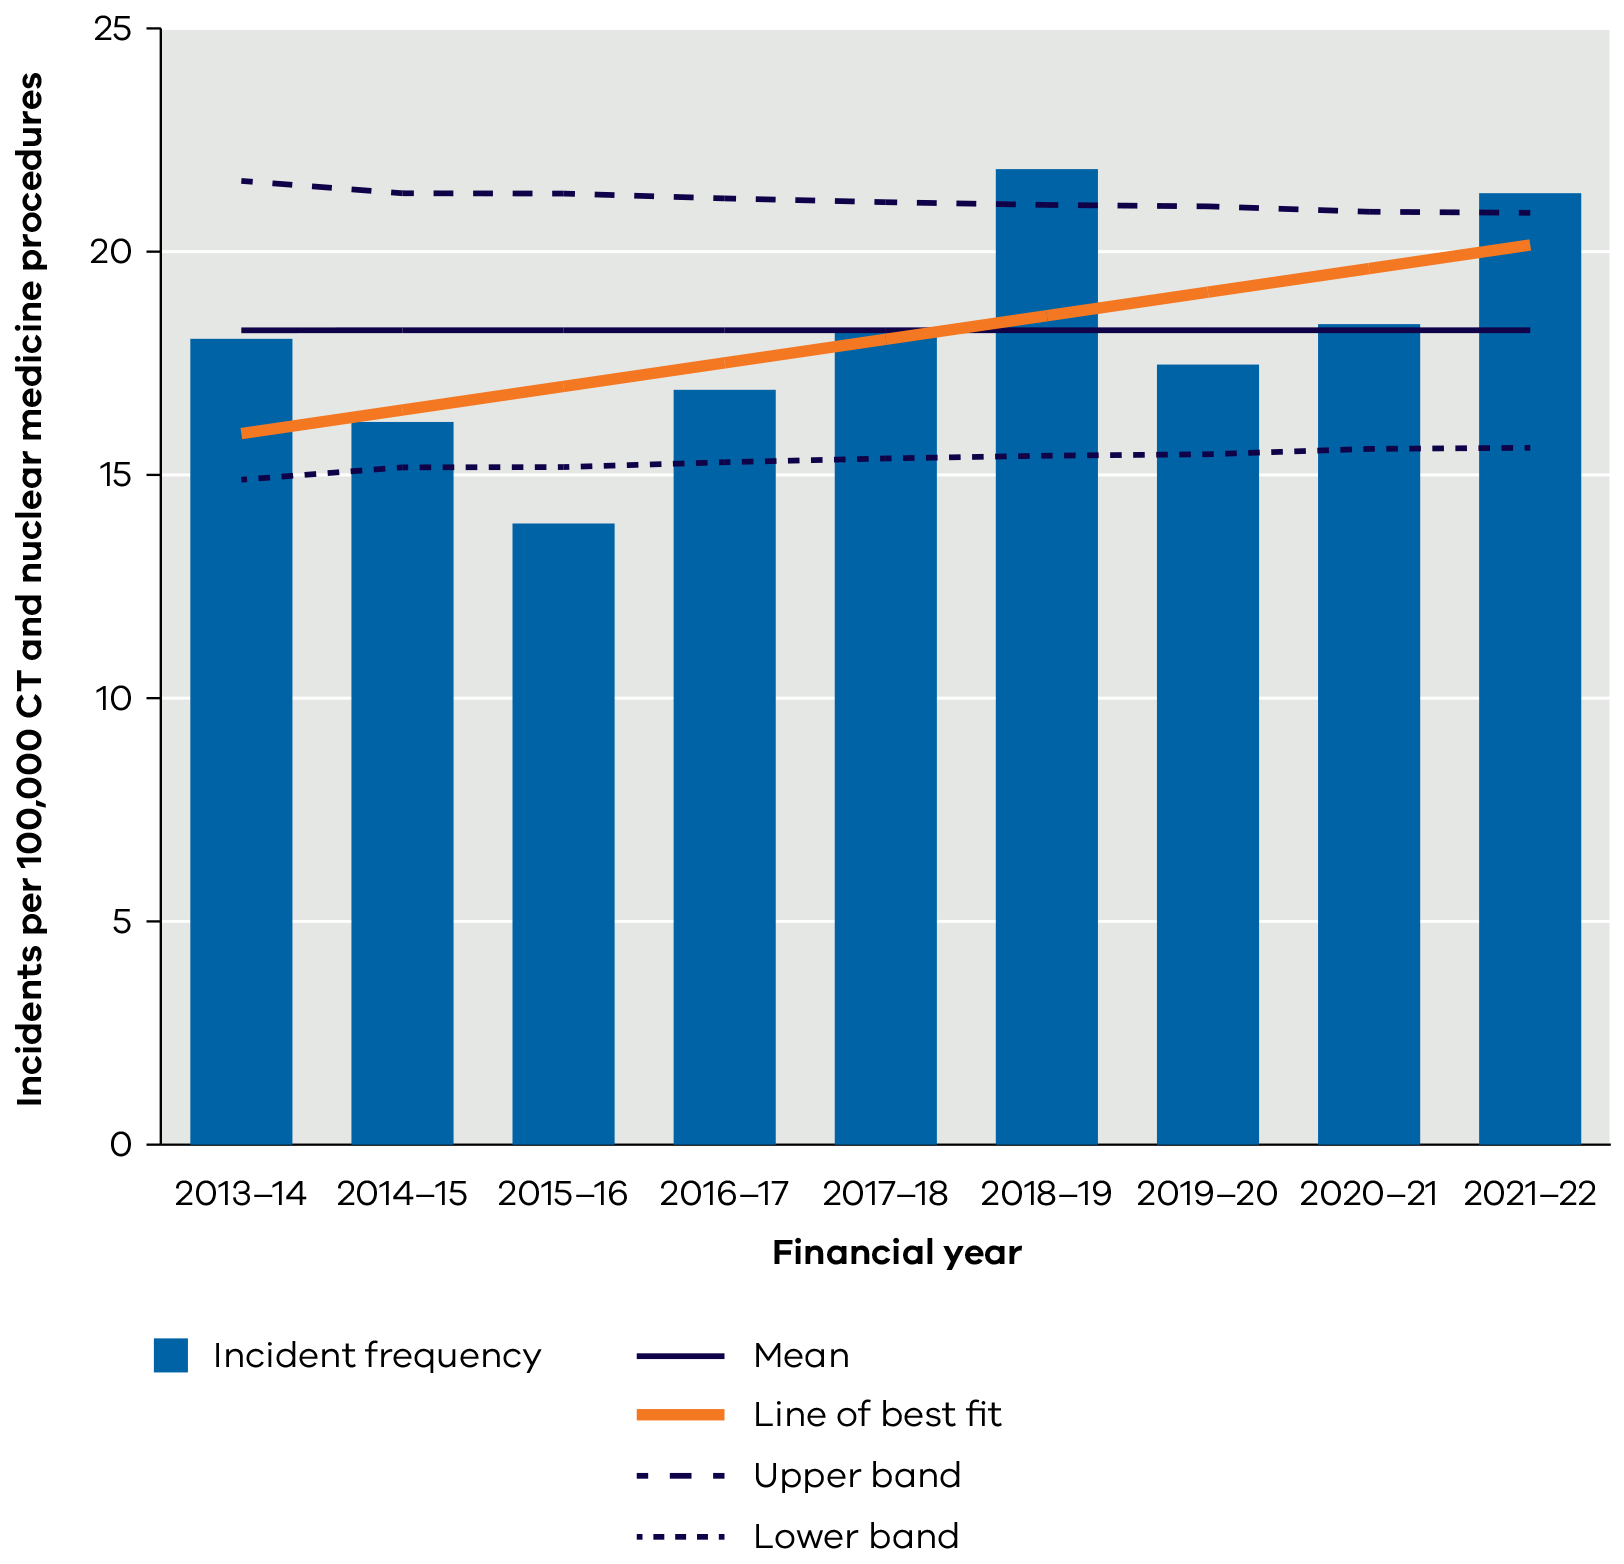 Incidents per 100,000 CT and nuclear medicine procedures
25
20
15
10
5
0
2013–14 2014–15 2015–16 2016–17 2017–18 2018–19 2019–20 2020–21 2021–22
Financial year
Incident frequency
Mean
Line of best fit
Upper band
Lower band